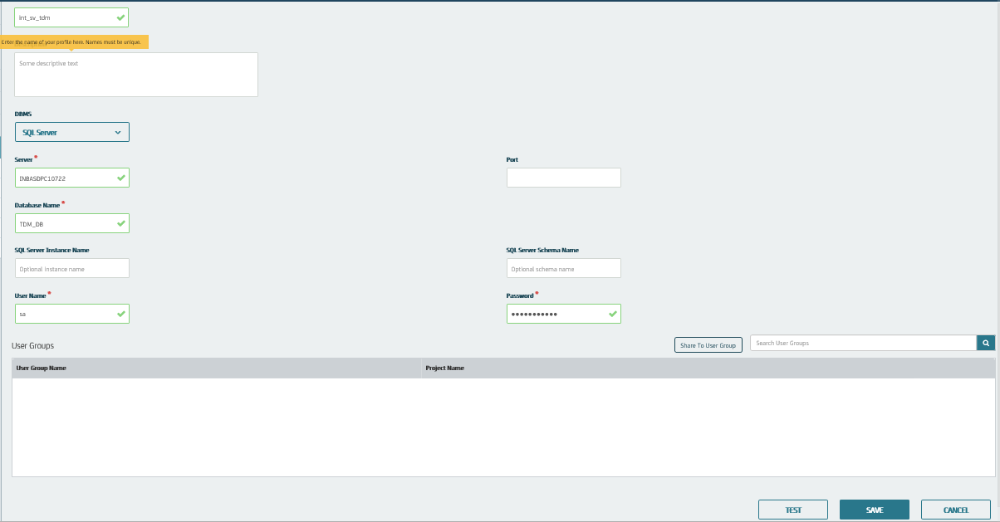 int_sv_tdm
Enter the name of your profile here. Names must be unique.
Some descriptive text
DBMS
SQL Server
Server *
Port
INBASDPC10722
Database Name *
TDM_DB
SQL Server Instance Name
SQL Server Schema Name
Optional instance name
Optional schema name
User Name *
Password *
sa
•••••••••••
User Groups
Share To User Group
Search User Groups
User Group Name
Project Name
TEST
SAVE
CANCEL